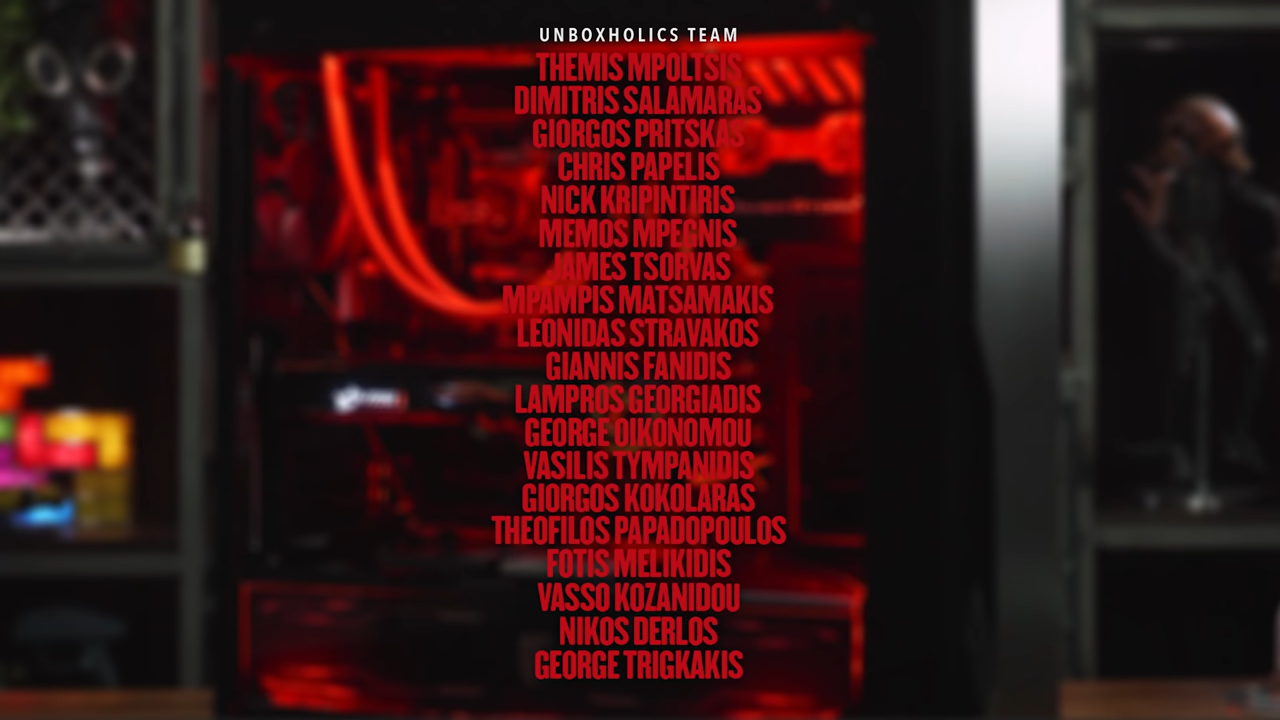 UNBOXHOLICS TEAM
THEMIS MPOLTSIS
DIMITRIS SALAMARAS
GIORGOS PRITSKAS
CHRIS PAPELIS
NICK KRIPINTIRIS
MEMOS MPEGNIS
JAMES TSORVAS
MPAMPIS MATSAMAKIS
LEONIDAS STRAVAKOS
GIANNIS FANIDIS
LAMPROS GEORGIADIS
GEORGE OIKONOMOU
VASILIS TYMPANIDIS
GIORGOS KOKOLARAS
THEOFILOS PAPADOPOULOS
FOTIS MELIKIDIS
VASSO KOZANIDOU
NIKOS DERLOS
GEORGE TRIGKAKIS